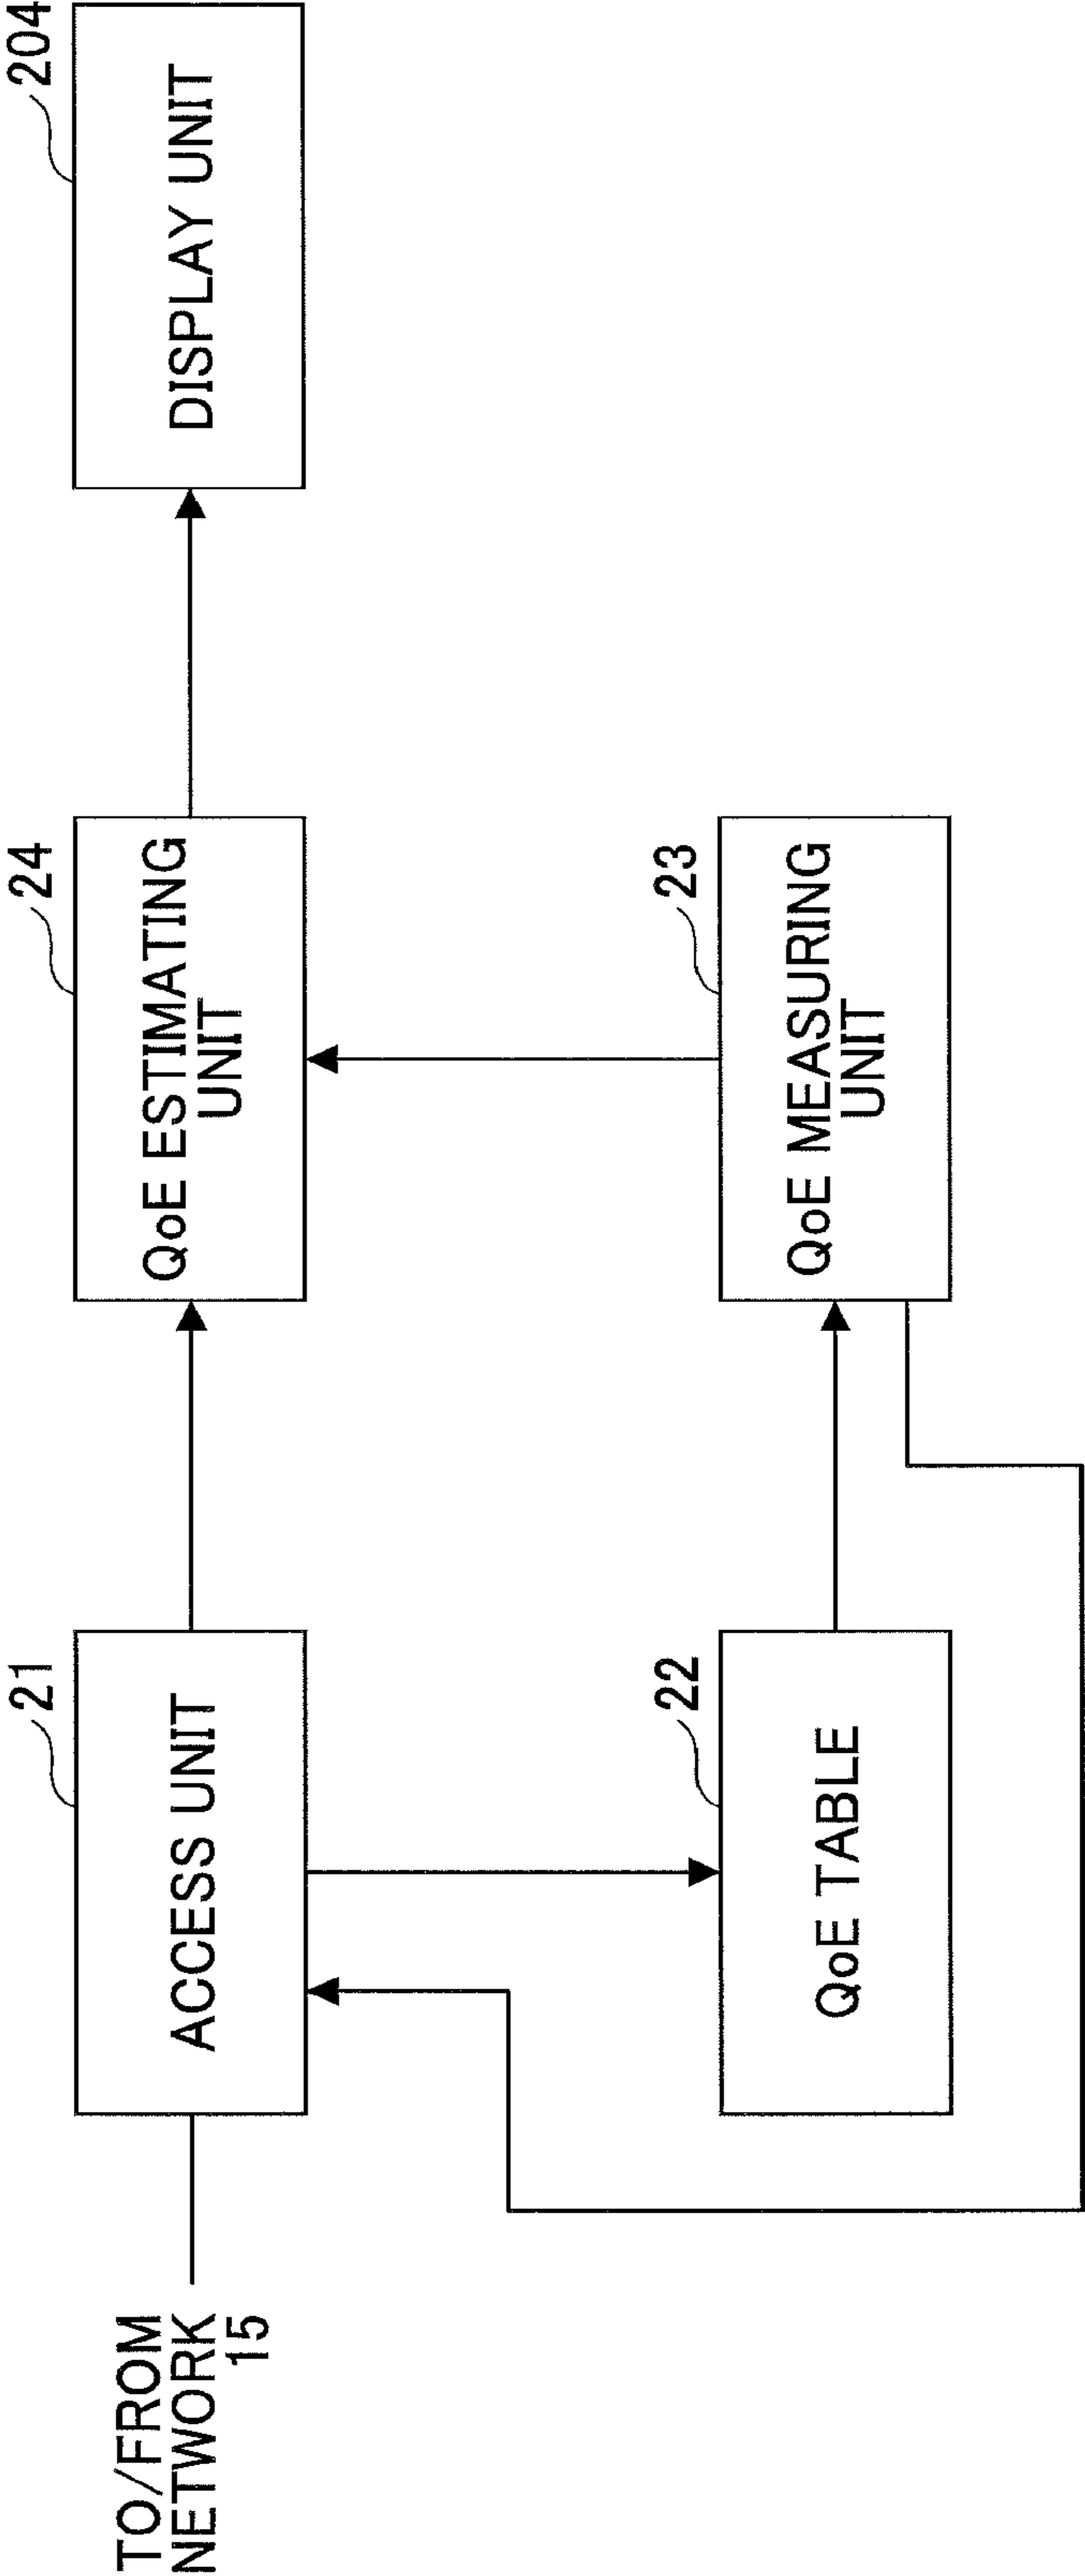 TO/FROM
NETWORK
15
21
ACCESS UNIT
24
QoE ESTIMATING
UNIT
204
DISPLAY UNIT
22
QoE TABLE
23
QoE MEASURING
UNIT